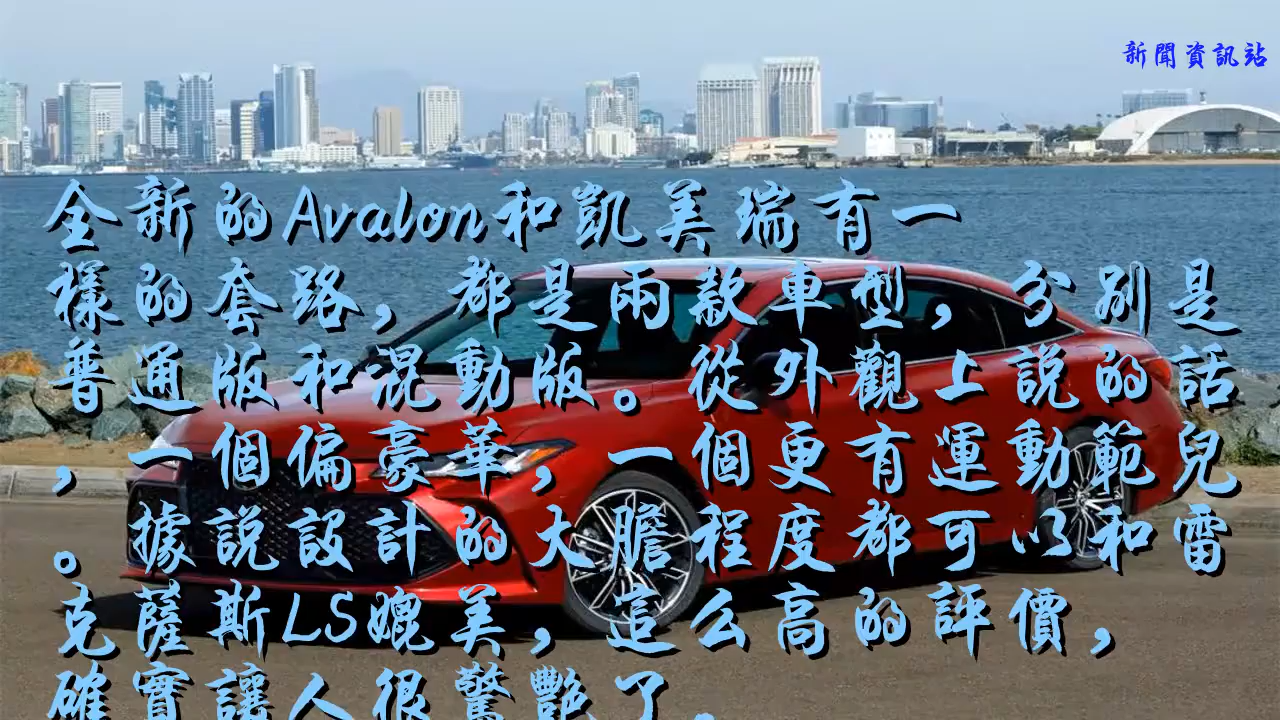 新聞資訊站
全新的Avalon和凱美瑞有一
樣的套路，都是兩款車型，分別是
普通版和混動版。從外觀上說的話
，一個偏豪華，一個更有運動範兒
。據說設計的大膽程度都可以和雷
克薩斯LS媲美，這么高的評價，
確實讓人很驚艷了。